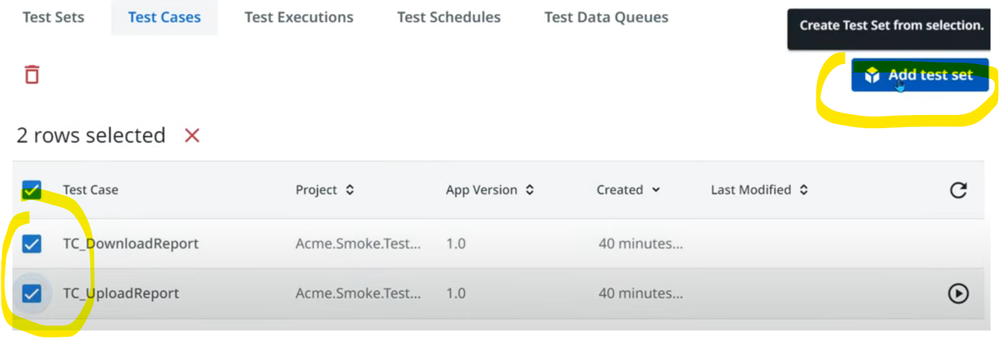 Test Sets Test Cases Test Executions Test Schedules Test Data Queues
Create Test Set from selection.
Add test set
2 rows selected
Test Case Project App Version Created Last Modified
TC_DownloadReport Acme.Smoke.Test... 1.0 40 minutes...
TC_UploadReport Acme.Smoke.Test... 1.0 40 minutes...